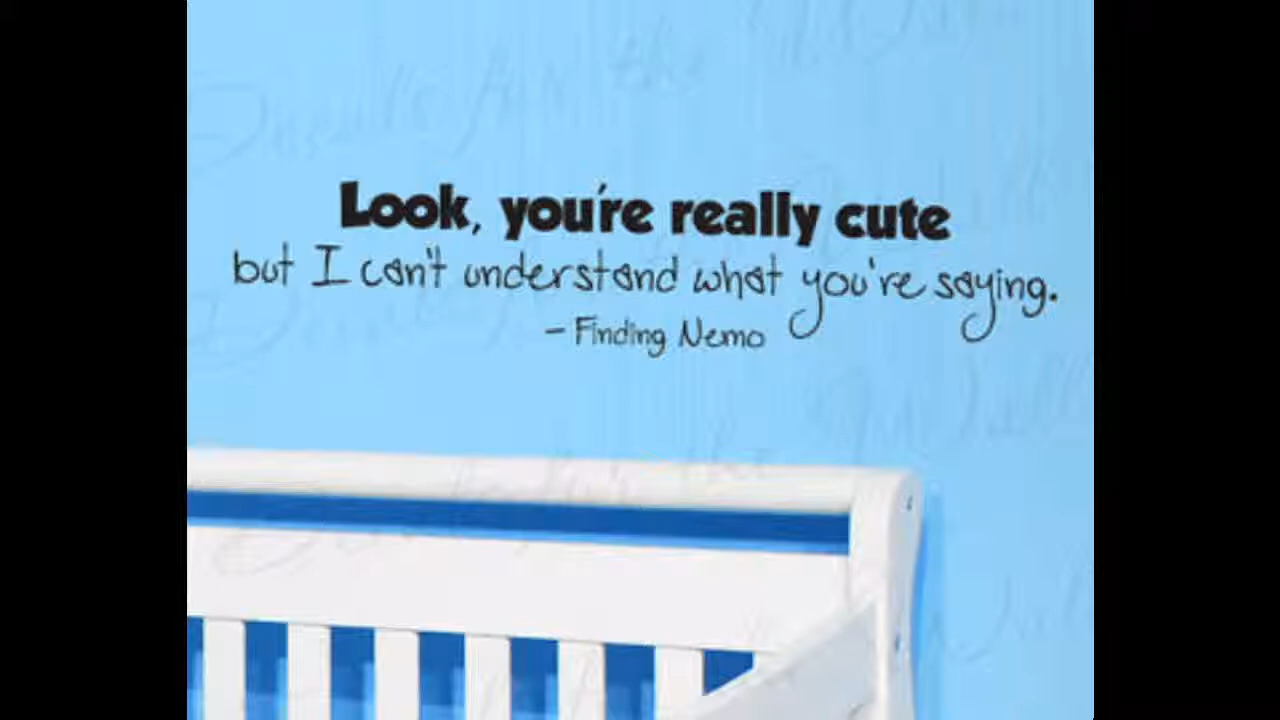 Look, you're really cute
but I can't understand what you're saying.
– Finding Nemo